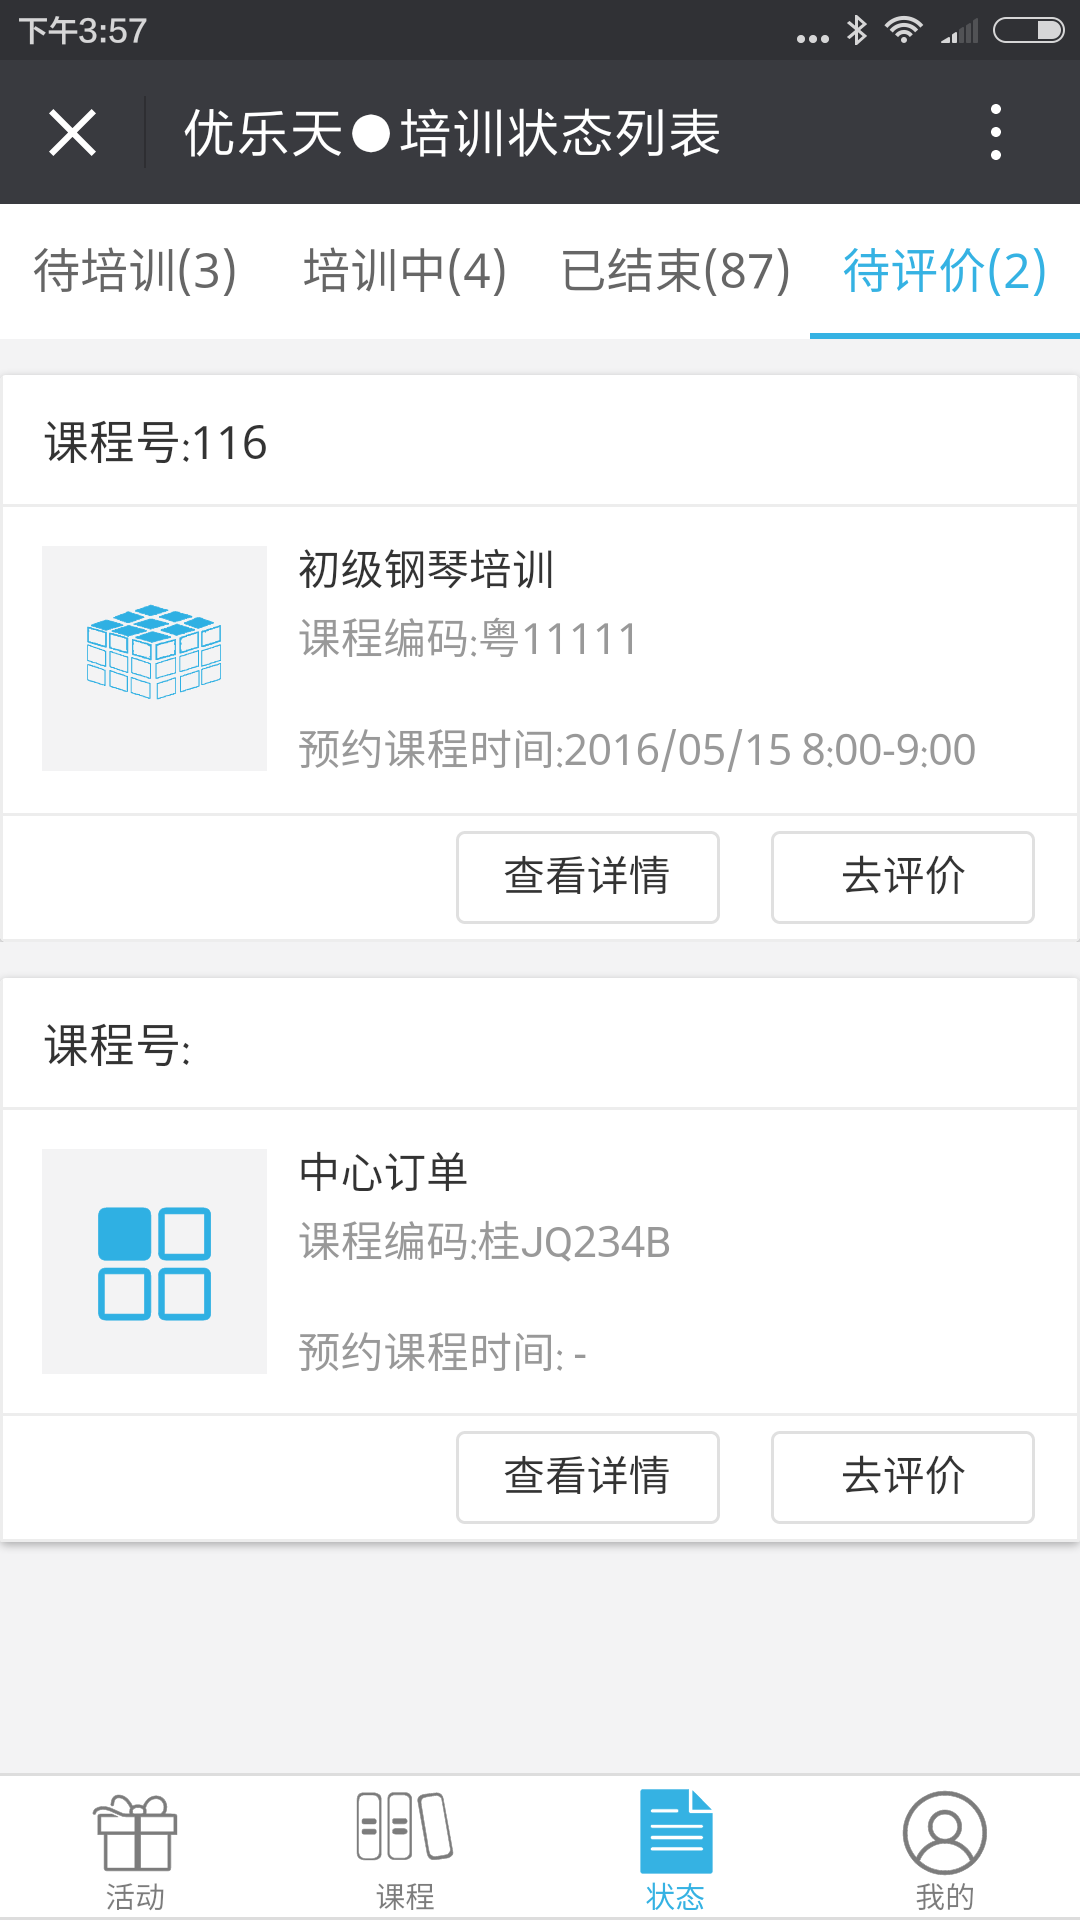 下午3:57
优乐天●培训状态列表
待培训(3) 培训中(4) 已结束(87) 待评价(2)
课程号:116
初级钢琴培训
课程编码:粤11111
预约课程时间:2016/05/15 8:00-9:00
查看详情 去评价
课程号:
中心订单
课程编码:桂JQ234B
预约课程时间: -
查看详情 去评价
活动 课程 状态 我的